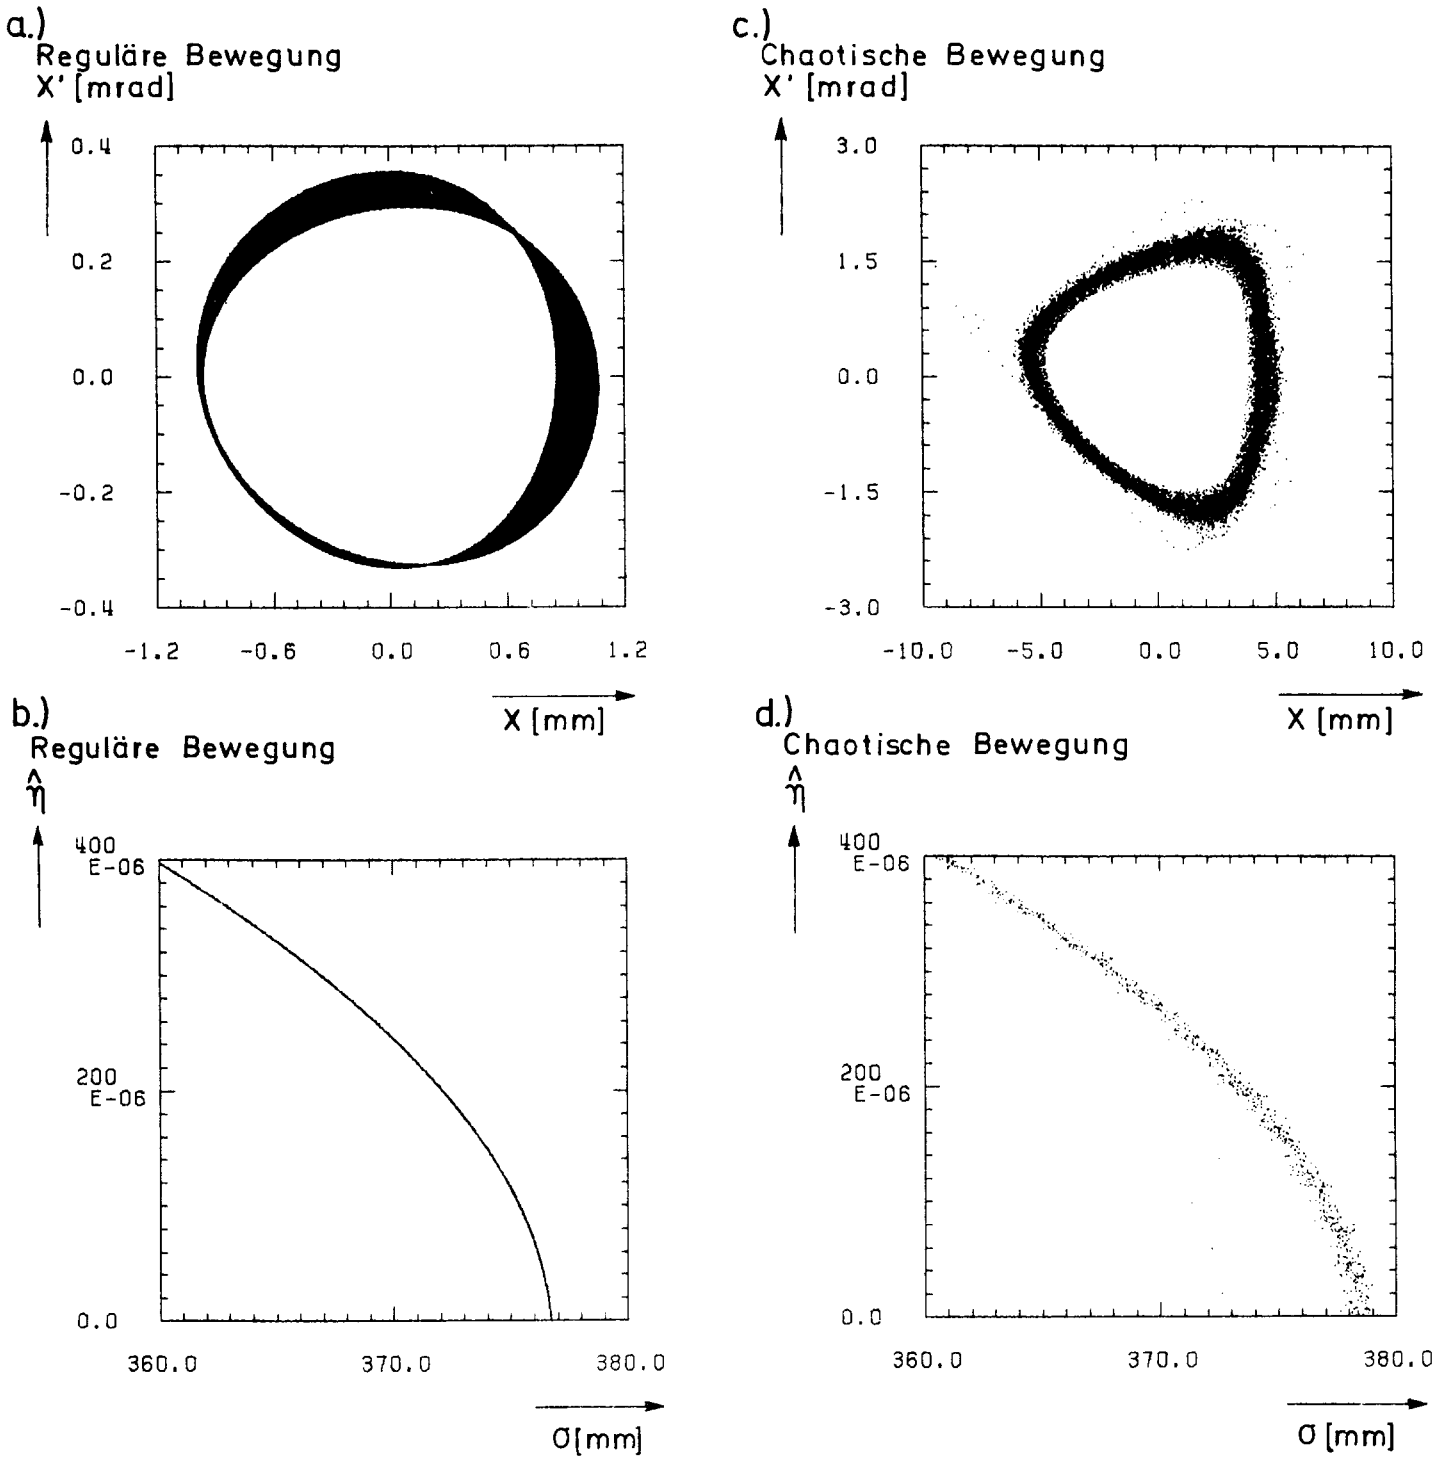 a.)
Reguläre Bewegung
X' [mrad]
0.4
0.2
0.0
-0.2
-0.4
-1.2 -0.6 0.0 0.6 1.2
X [mm]
c.)
Chaotische Bewegung
X' [mrad]
3.0
1.5
0.0
-1.5
-3.0
-10.0 -5.0 0.0 5.0 10.0
X [mm]
b.)
Reguläre Bewegung
η̂
400
E-06
200
E-06
0.0
360.0 370.0 380.0
σ [mm]
d.)
Chaotische Bewegung
η̂
400
E-06
200
E-06
0.0
360.0 370.0 380.0
σ [mm]